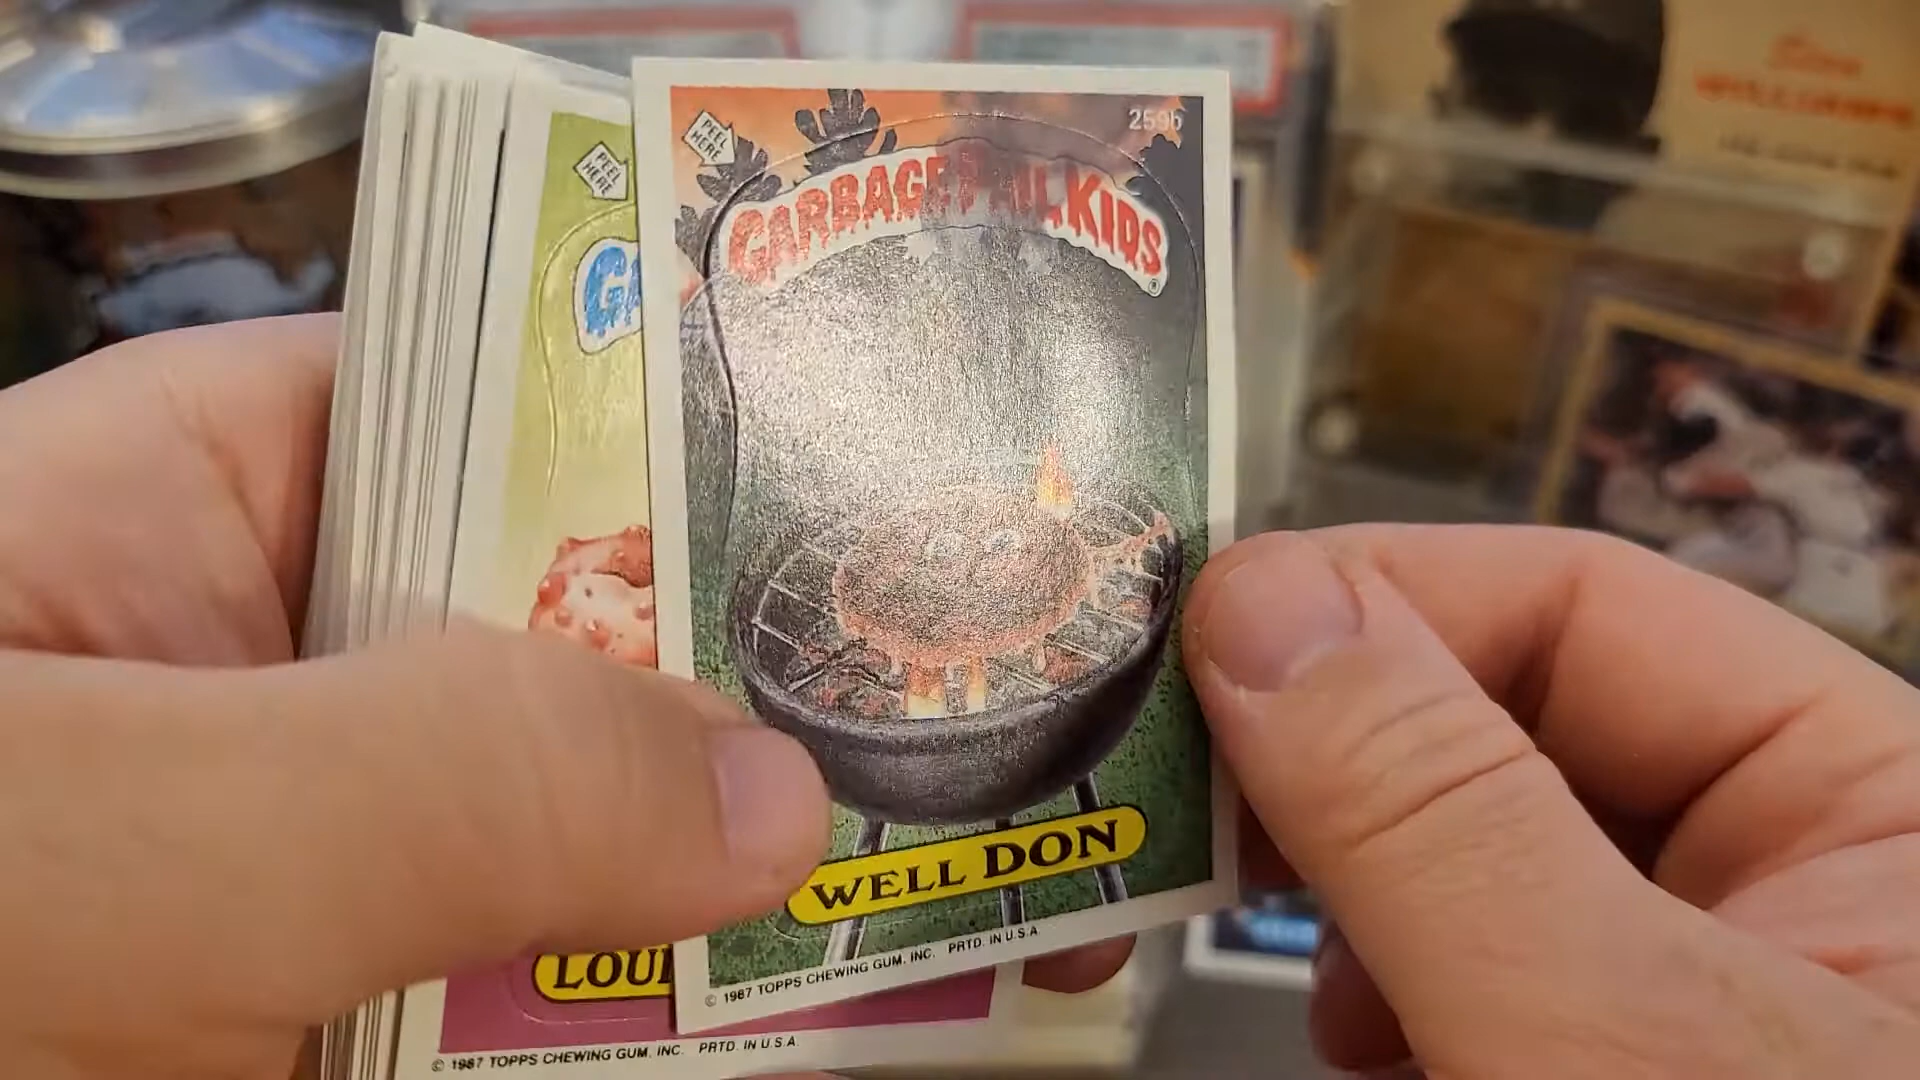 PEEL
HERE
259b
GARBAGE PAIL KIDS
®
WELL DON
© 1987 TOPPS CHEWING GUM, INC. PRTD. IN U.S.A.
PEEL
HERE
G
LOUI
© 1987 TOPPS CHEWING GUM, INC. PRTD. IN U.S.A.